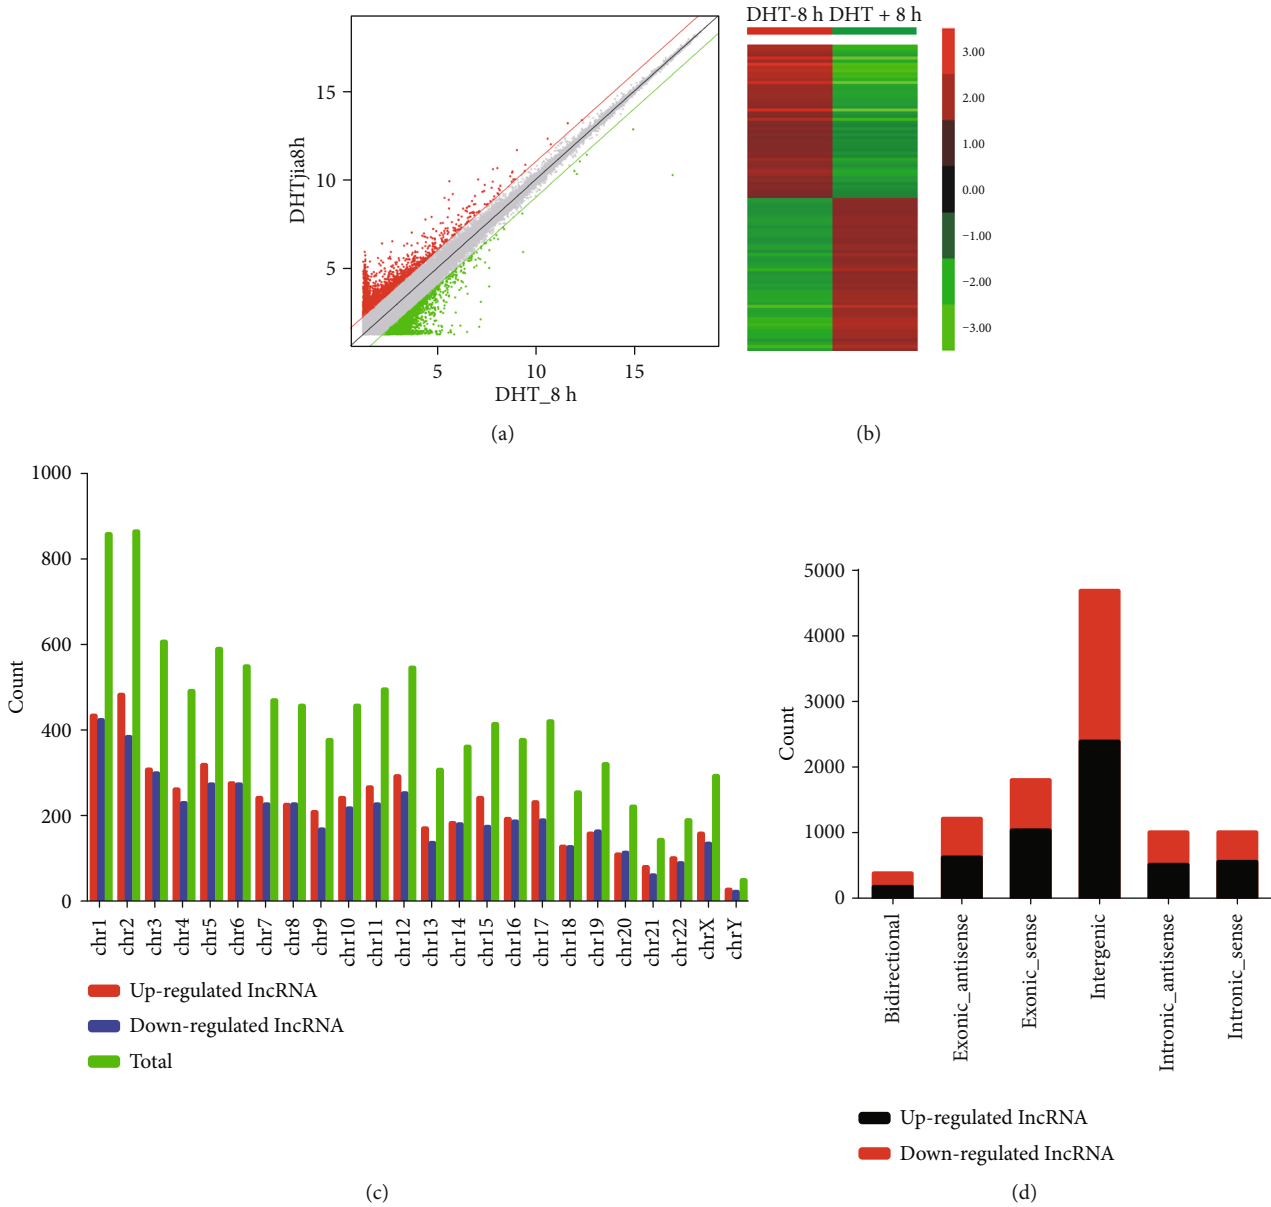 DHTjia8h
15
10
5
5 10 15
DHT_8 h
(a)
DHT-8 h DHT + 8 h
3.00
2.00
1.00
0.00
−1.00
−2.00
−3.00
(b)
Count
1000
800
600
400
200
0
chr1 chr2 chr3 chr4 chr5 chr6 chr7 chr8 chr9 chr10 chr11 chr12 chr13 chr14 chr15 chr16 chr17 chr18 chr19 chr20 chr21 chr22 chrX chrY
Up-regulated IncRNA
Down-regulated IncRNA
Total
(c)
Count
5000
4000
3000
2000
1000
0
Bidirectional
Exonic_antisense
Exonic_sense
Intergenic
Intronic_antisense
Intronic_sense
Up-regulated IncRNA
Down-regulated IncRNA
(d)